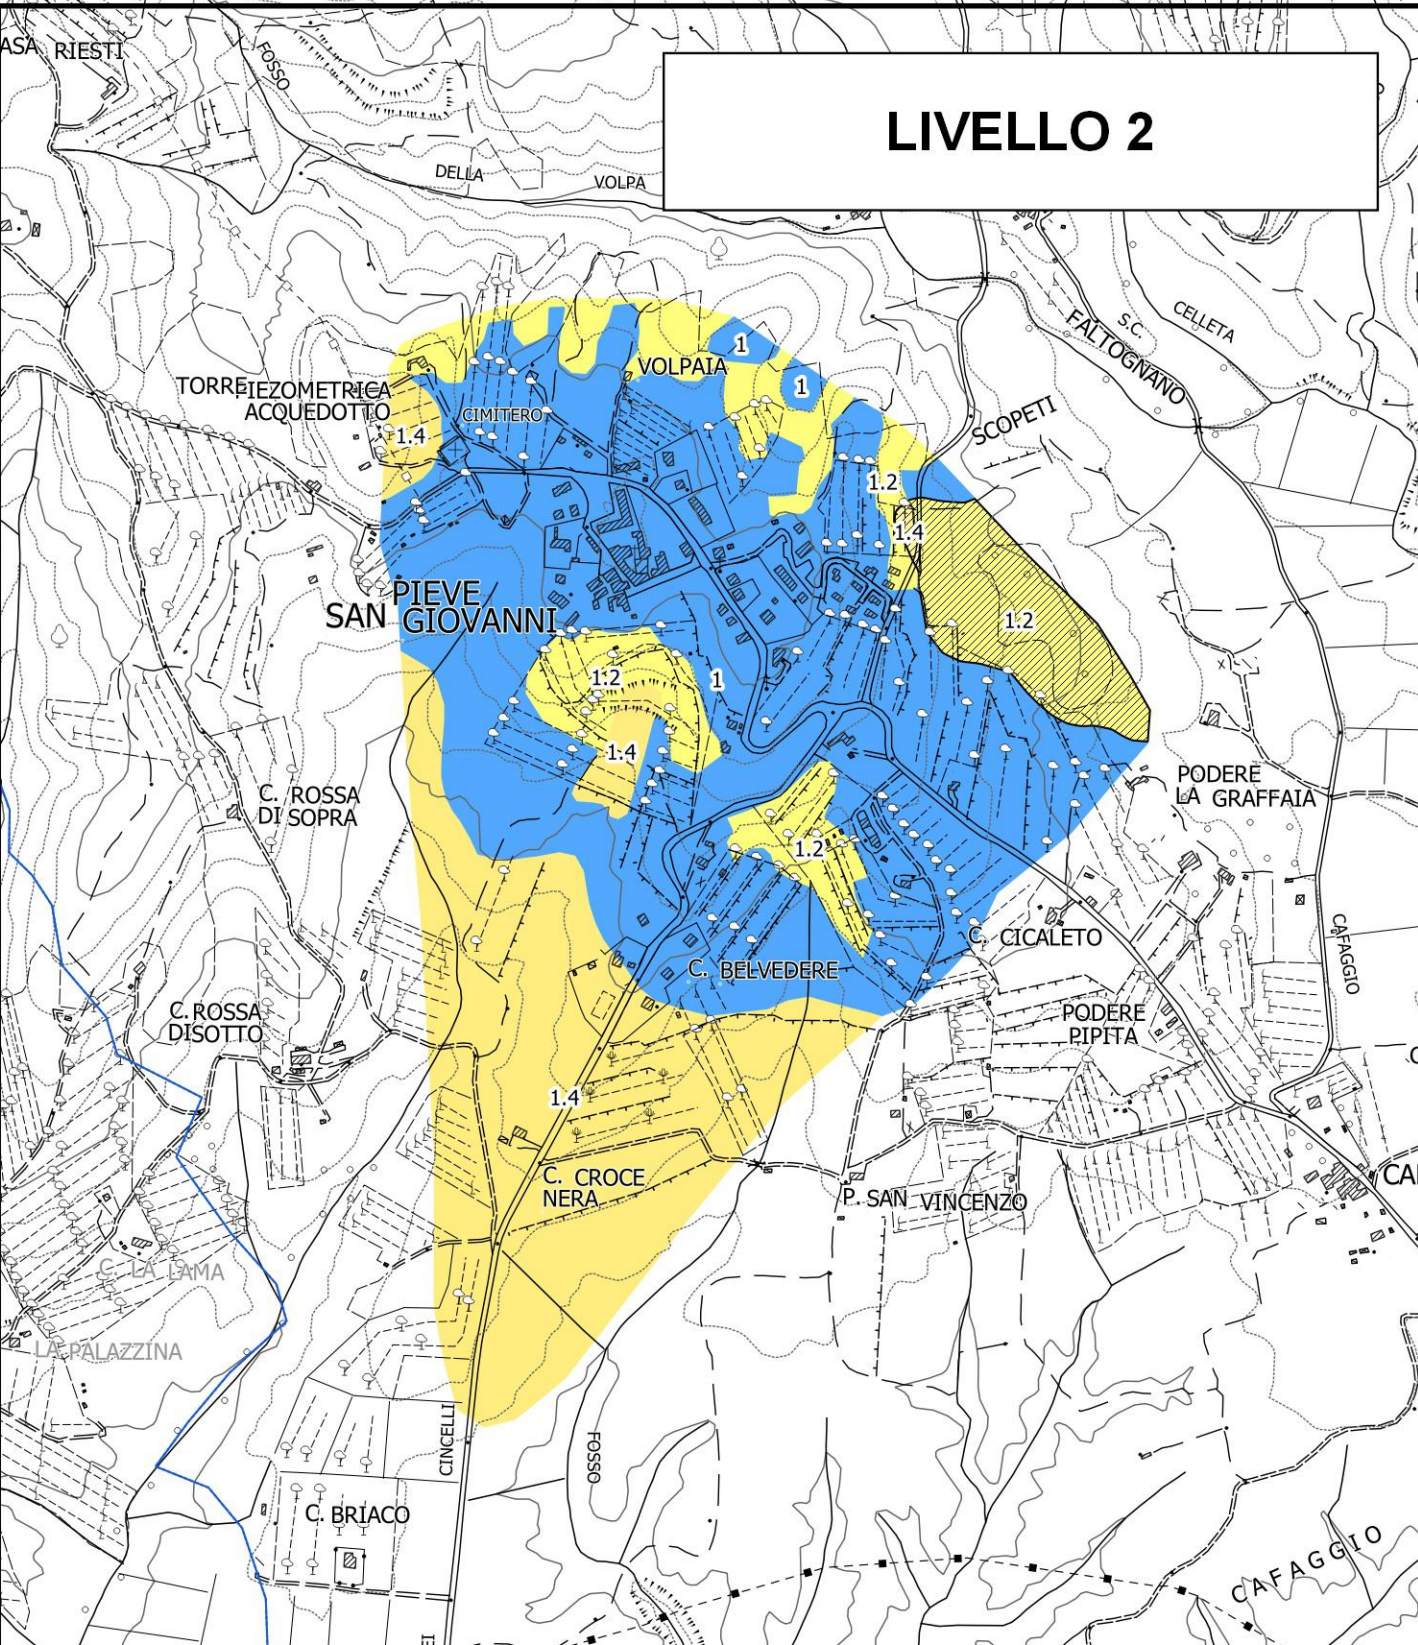 LIVELLO 2
RIESTI
FOSSO
DELLA
VOLPA
S.C.
CELLETA
FALTOGNANO
SCOPETI
VOLPAIA
1
1
TORRE
PIEZOMETRICA
ACQUEDOTTO
CIMITERO
1.4
1.2
1.4
PIEVE
SAN GIOVANNI
1.2
1.2
1
1.4
C. ROSSA
DI SOPRA
PODERE
LA GRAFFAIA
1.2
C. CICALETO
CAFAGGIO
C. BELVEDERE
C. ROSSA
DISOTTO
PODERE
PIPITA
1.4
C. CROCE
NERA
P. SAN VINCENZO
C. LA LAMA
LA PALAZZINA
CINCELLI
FOSSO
C. BRIACO
CAFAGGIO